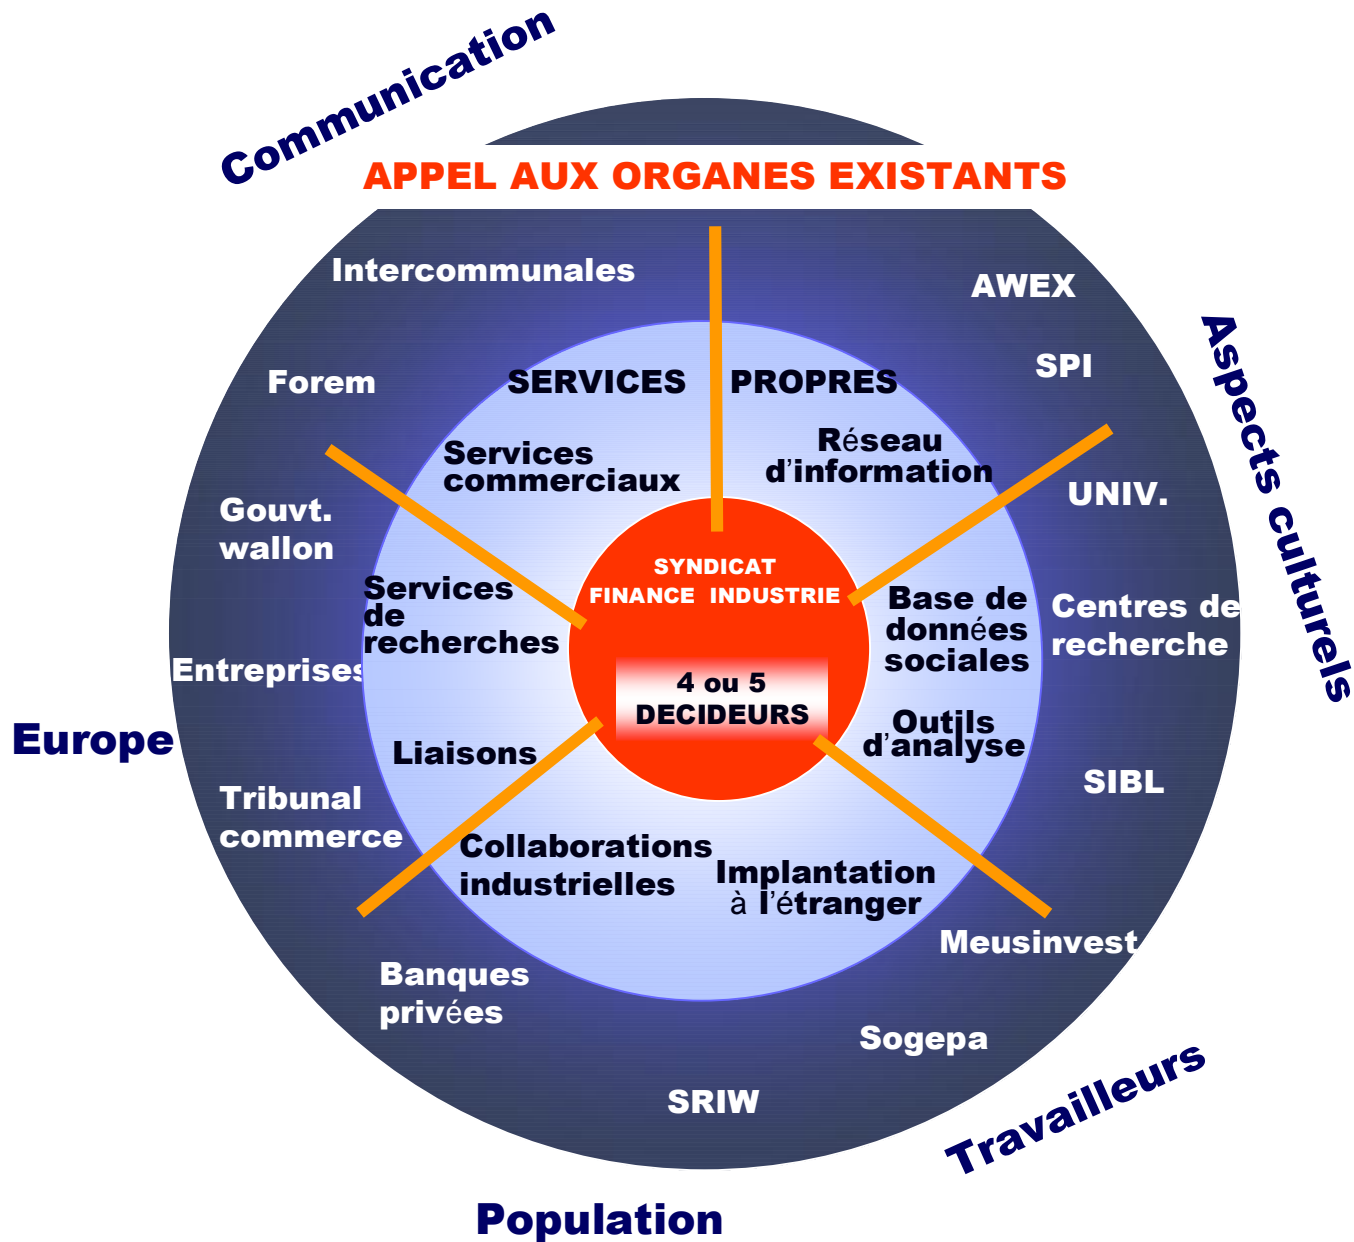 Communication
APPEL AUX ORGANES EXISTANTS
Intercommunales
AWEX
SPI
Forem
SERVICES PROPRES
Services
commerciaux
Réseau
d'information
Aspects culturels
UNIV.
Gouvt.
wallon
SYNDICAT
FINANCE INDUSTRIE
Services
de
recherches
Base de
données
sociales
Centres de
recherche
Entreprises
4 ou 5
DECIDEURS
Europe
Liaisons
Outils
d'analyse
SIBL
Tribunal
commerce
Collaborations
industrielles
Implantation
à l'étranger
Meusinvest
Banques
privées
Sogepa
SRIW
Travailleurs
Population